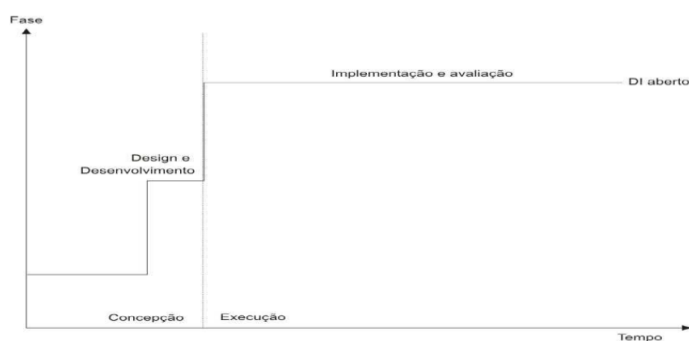 Fase
Implementação e avaliação
DI aberto
Design e
Desenvolvimento
Concepção
Execução
Tempo